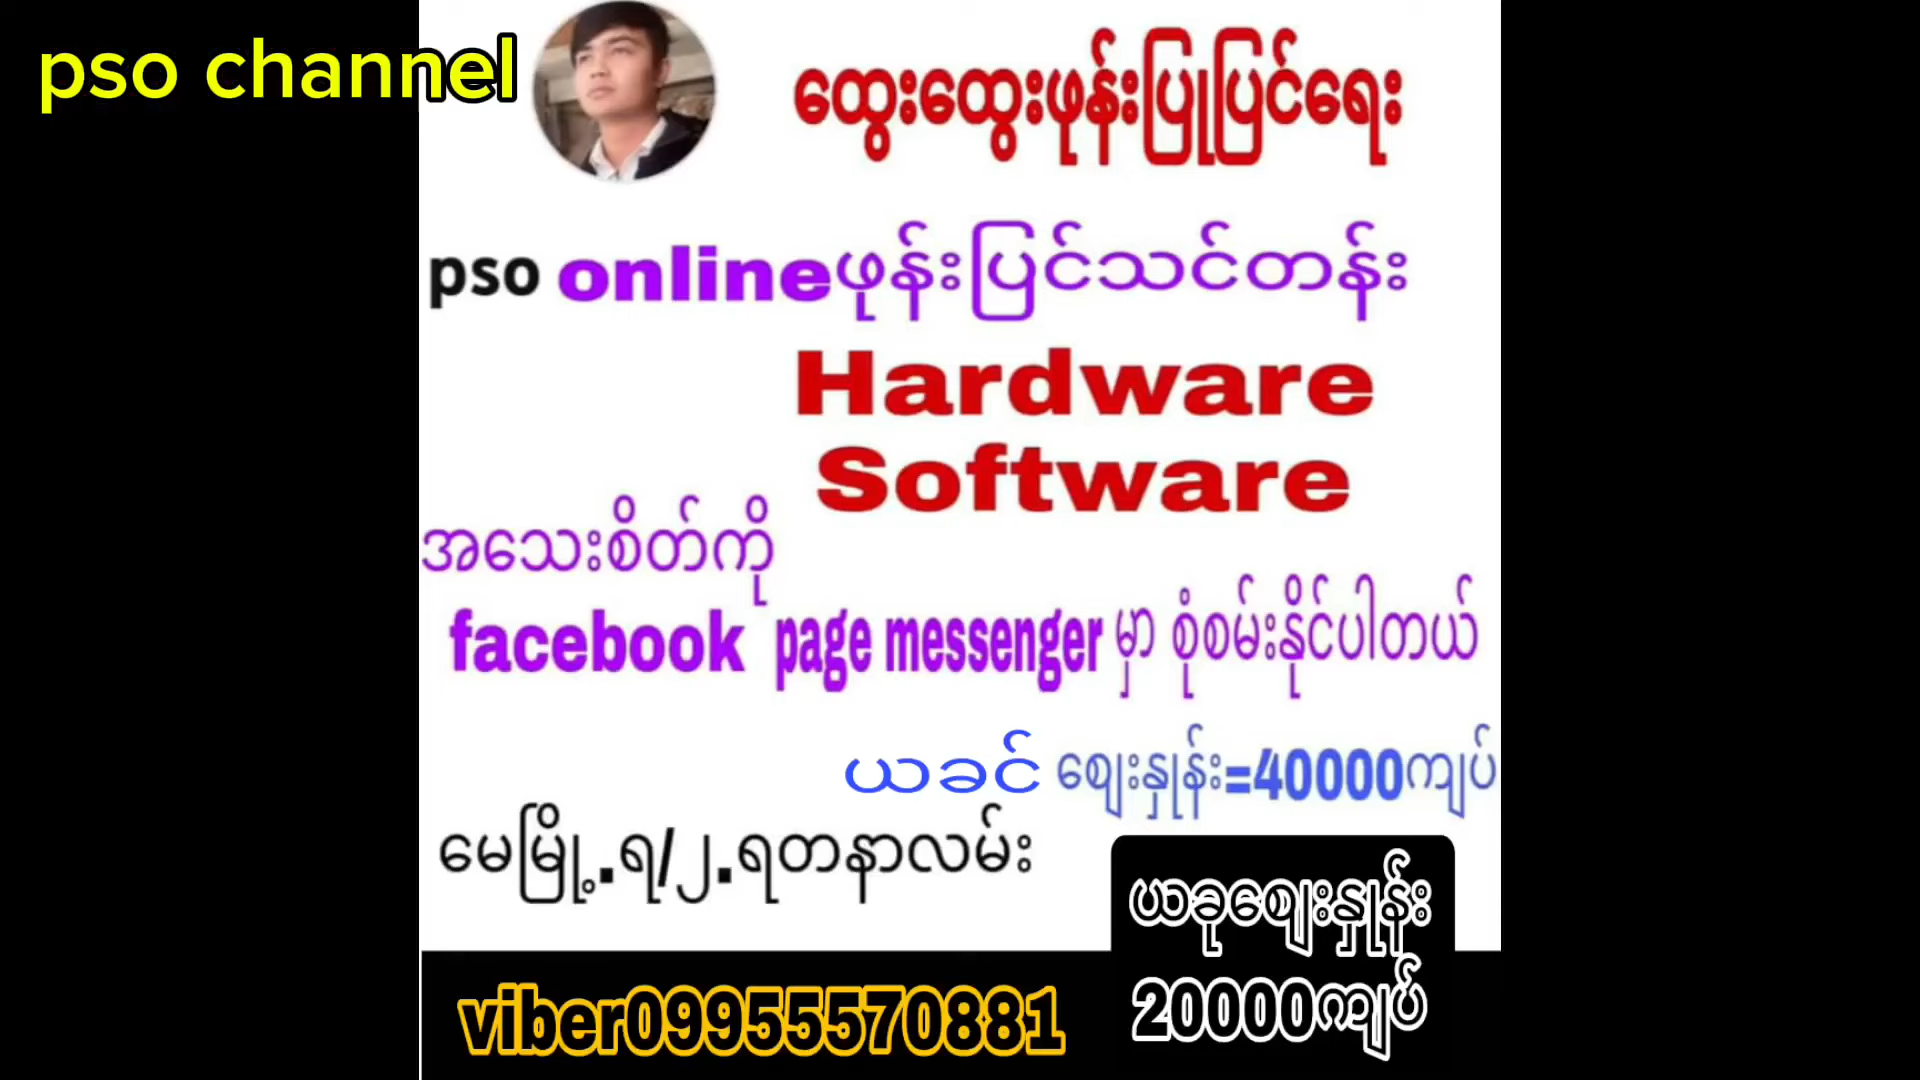 pso channel
ထွေးထွေးဖုန်းပြုပြင်ရေး
pso onlineဖုန်းပြင်သင်တန်း
Hardware
Software
အသေးစိတ်ကို
facebook page messenger မှာ စုံစမ်းနိုင်ပါတယ်
ယခင် ဈေးနှုန်း=40000ကျပ်
မေမြို့.ရ/၂.ရတနာလမ်း
ယခုဈေးနှုန်း
20000ကျပ်
viber09955570881